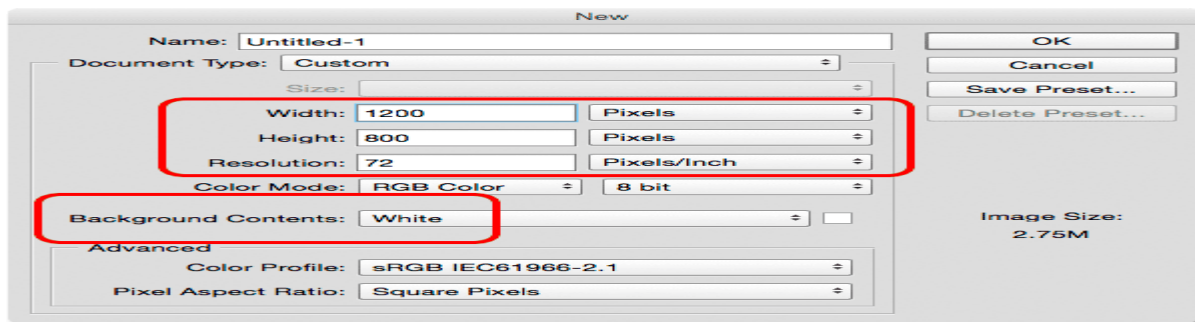 New
Name: Untitled-1
OK
Document Type: Custom
Cancel
Size:
Save Preset...
Width: 1200 Pixels
Delete Preset...
Height: 800 Pixels
Resolution: 72 Pixels/Inch
Color Mode: RGB Color 8 bit
Background Contents: White
Image Size:
2.75M
Advanced
Color Profile: sRGB IEC61966-2.1
Pixel Aspect Ratio: Square Pixels